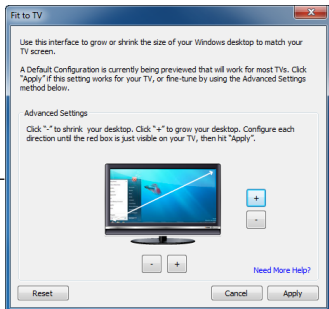 Fit to TV
Use this interface to grow or shrink the size of your Windows desktop to match your
TV screen.
A Default Configuration is currently being previewed that will work for most TVs. Click
"Apply" if this setting works for your TV, or fine-tune by using the Advanced Settings
method below.
Advanced Settings
Click "-" to shrink your desktop. Click "+" to grow your desktop. Configure each
direction until the red box is just visible on your TV, then hit "Apply".
+
-
- +
Need More Help?
Reset Cancel Apply